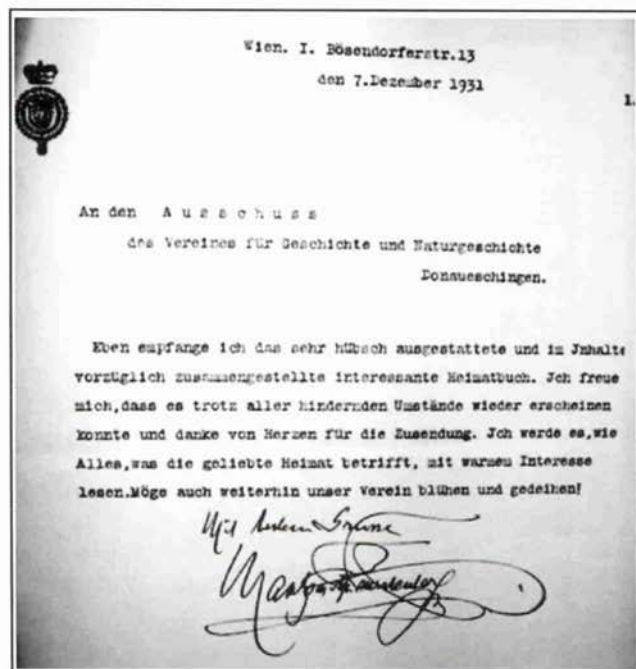 Wien. I. Bösendorferstr.13
den 7.Dezember 1931
1.
An den Ausschuss
des Vereines für Geschichte und Naturgeschichte
Donaueschingen.
Eben empfange ich das sehr hübsch ausgestattete und im Jnhalte
vorzüglich zusammengestellte interessante Heimatbuch. Jch freue
mich,dass es trotz aller hindernden Umstände wieder erscheinen
konnte und danke von Herzen für die Zusendung. Jch werde es,wie
Alles,was die geliebte Heimat betrifft, mit warmem Interesse
lesen.Möge auch weiterhin unser Verein blühen und gedeihen!
Mit